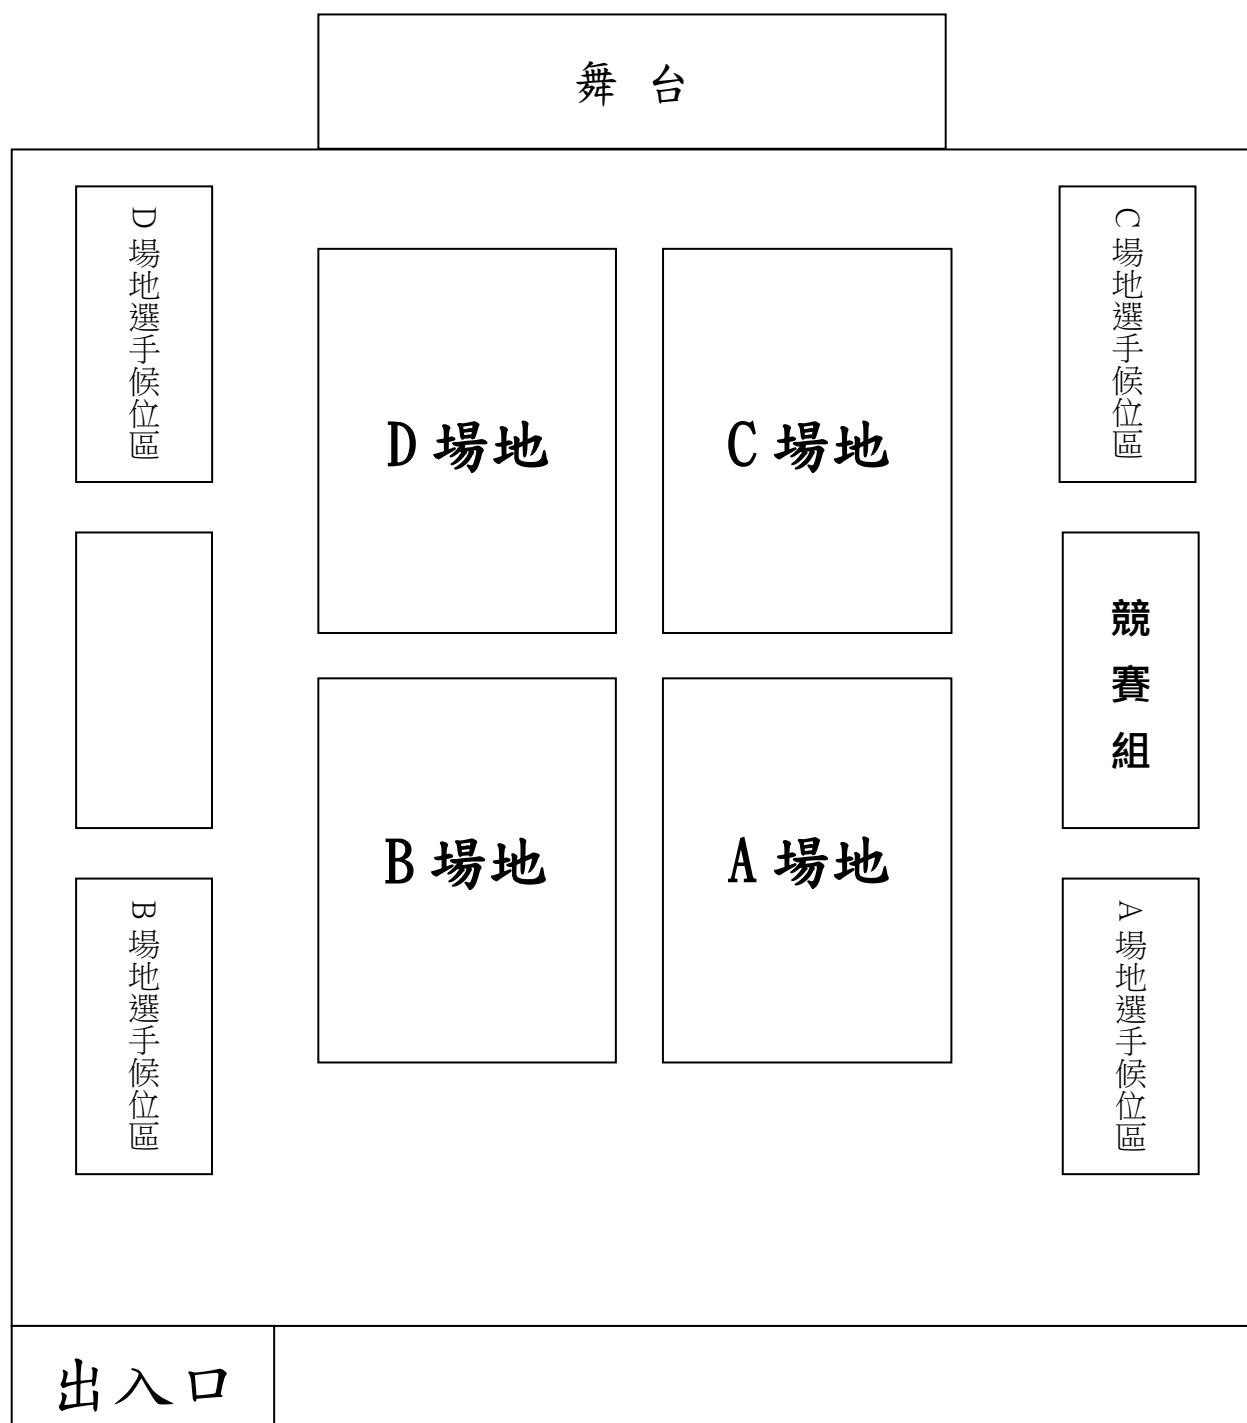 舞 台
D場地選手候位區
C場地選手候位區
D 場地
C 場地
競賽組
B 場地
A 場地
B場地選手候位區
A場地選手候位區
出入口